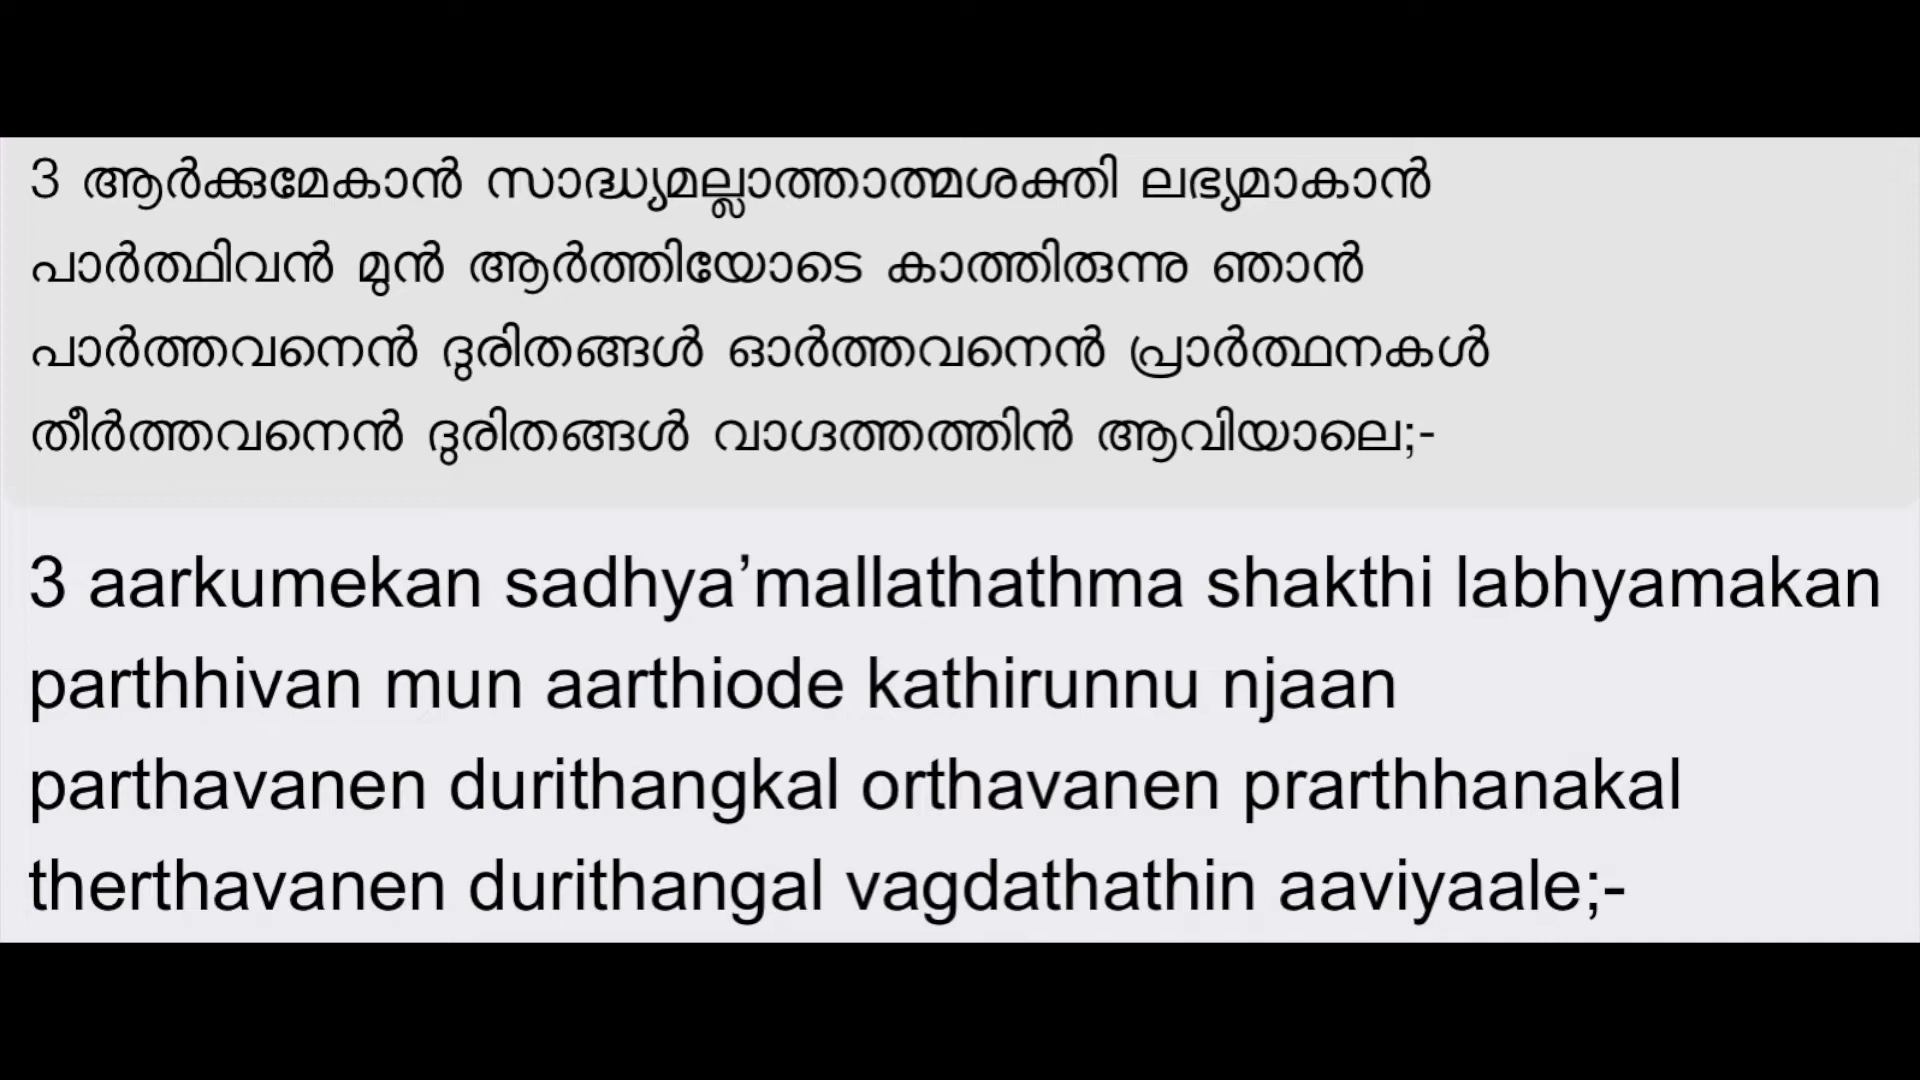 3 ആർക്കുമേകാൻ സാദ്ധ്യമല്ലാത്താത്മശക്തി ലഭ്യമാകാൻ
പാർത്ഥിവൻ മുൻ ആർത്തിയോടെ കാത്തിരുന്നു ഞാൻ
പാർത്തവനെൻ ദുരിതങ്ങൾ ഓർത്തവനെൻ പ്രാർത്ഥനകൾ
തീർത്തവനെൻ ദുരിതങ്ങൾ വാഗ്ദത്തത്തിൻ ആവിയാലെ;-
3 aarkumekan sadhya’mallathathma shakthi labhyamakan
parthhivan mun aarthiode kathirunnu njaan
parthavanen durithangkal orthavanen prarthhanakal
therthavanen durithangal vagdathathin aaviyaale;-